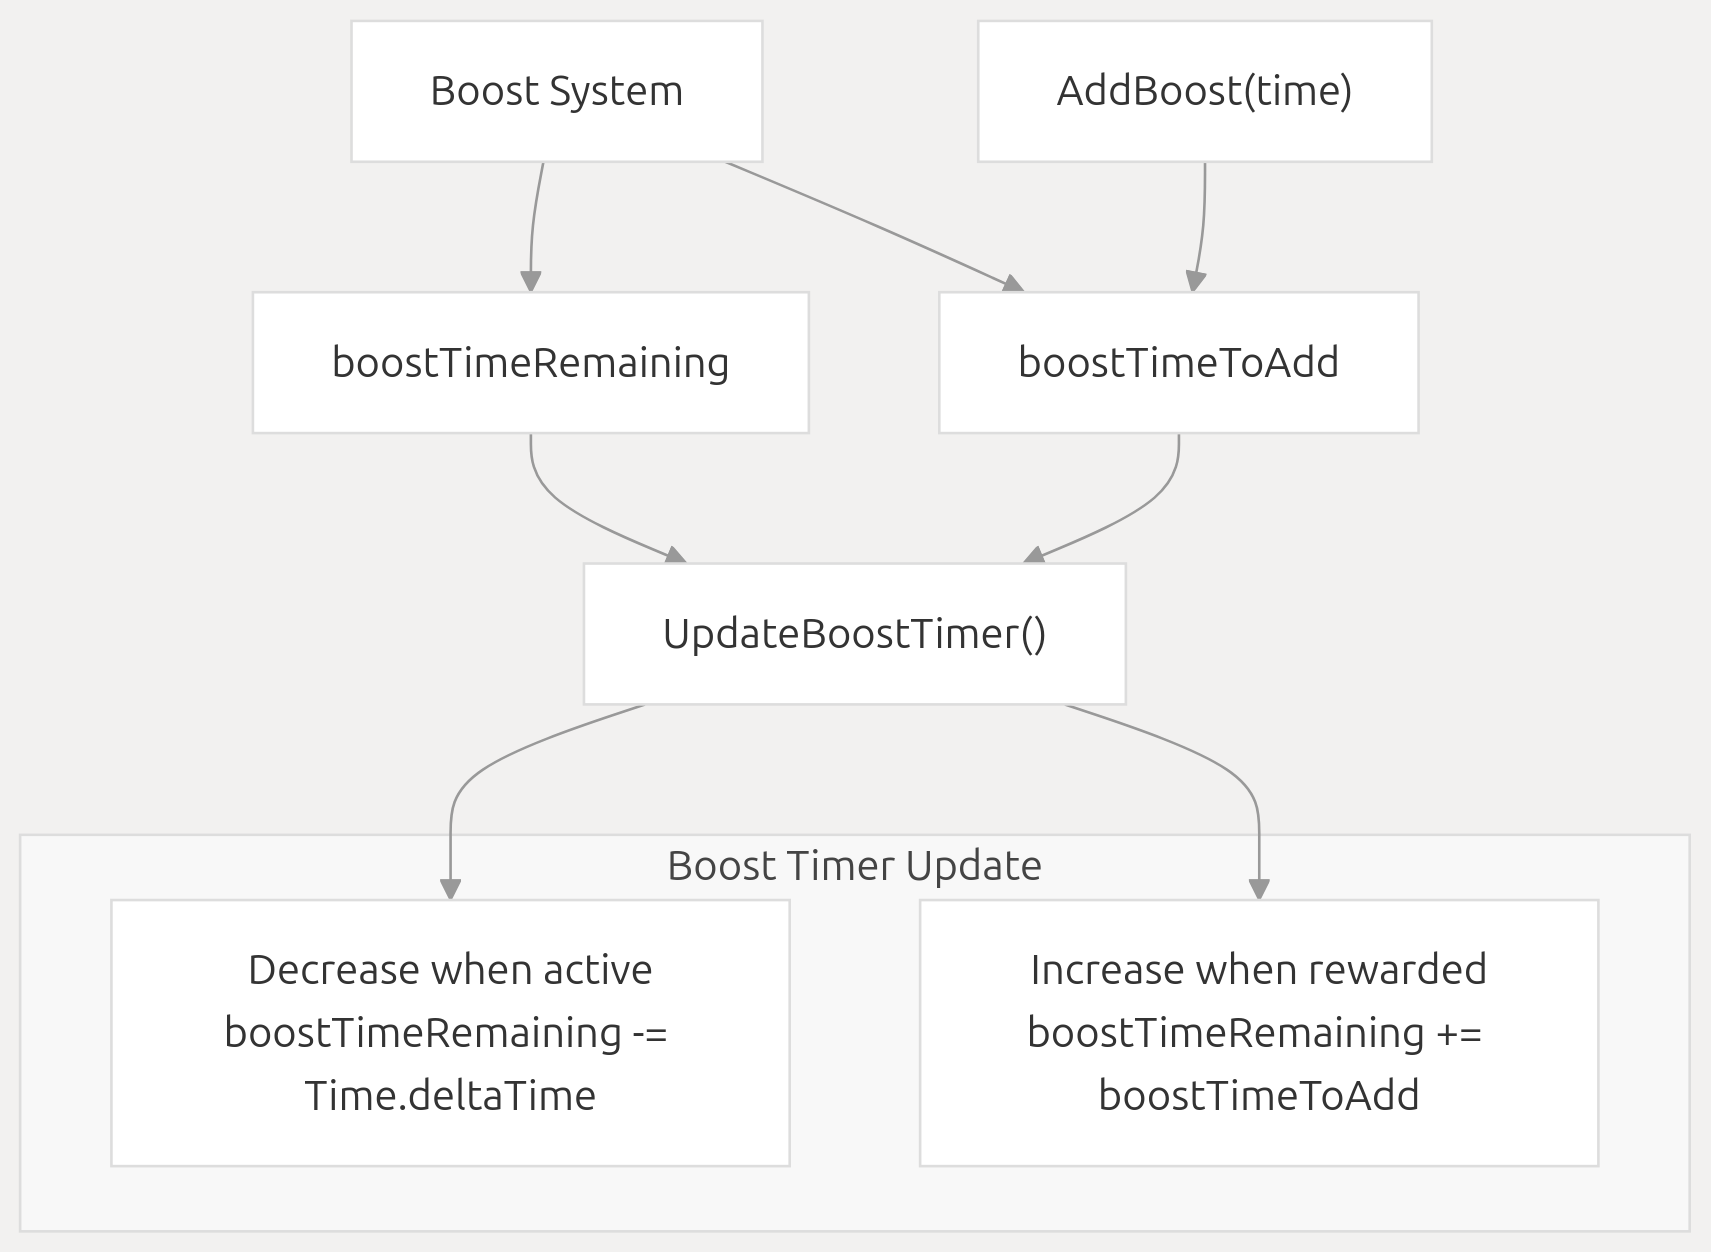 Boost System
AddBoost(time)
boostTimeRemaining
boostTimeToAdd
UpdateBoostTimer()
Boost Timer Update
Decrease when active
boostTimeRemaining -=
Time.deltaTime
Increase when rewarded
boostTimeRemaining +=
boostTimeToAdd